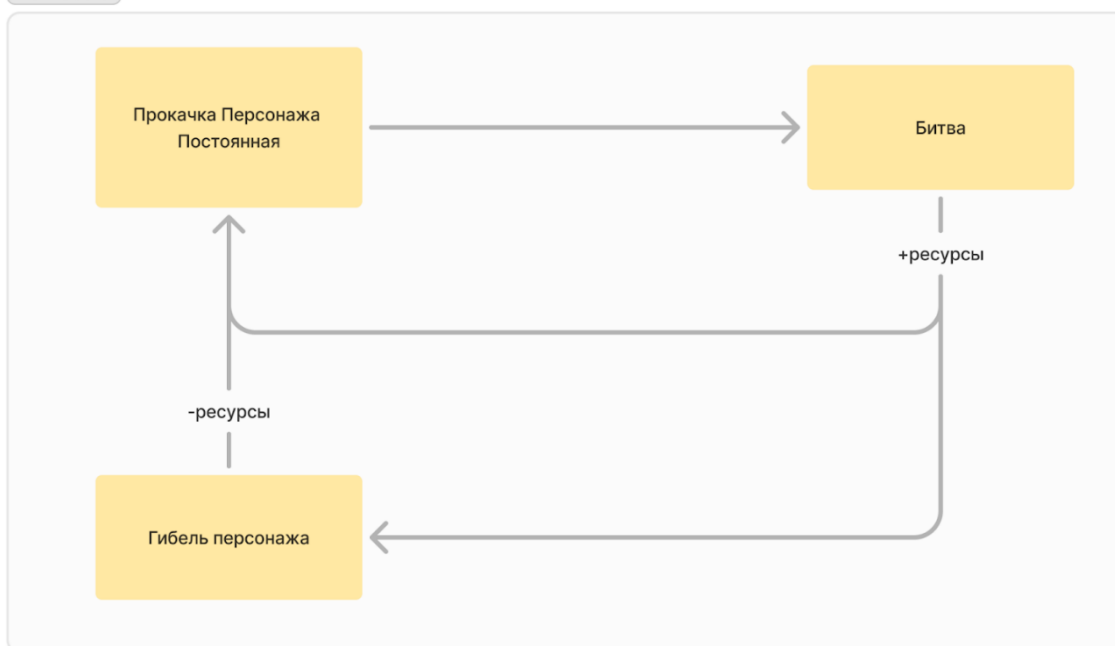 Прокачка Персонажа
Постоянная
Битва
+ресурсы
-ресурсы
Гибель персонажа